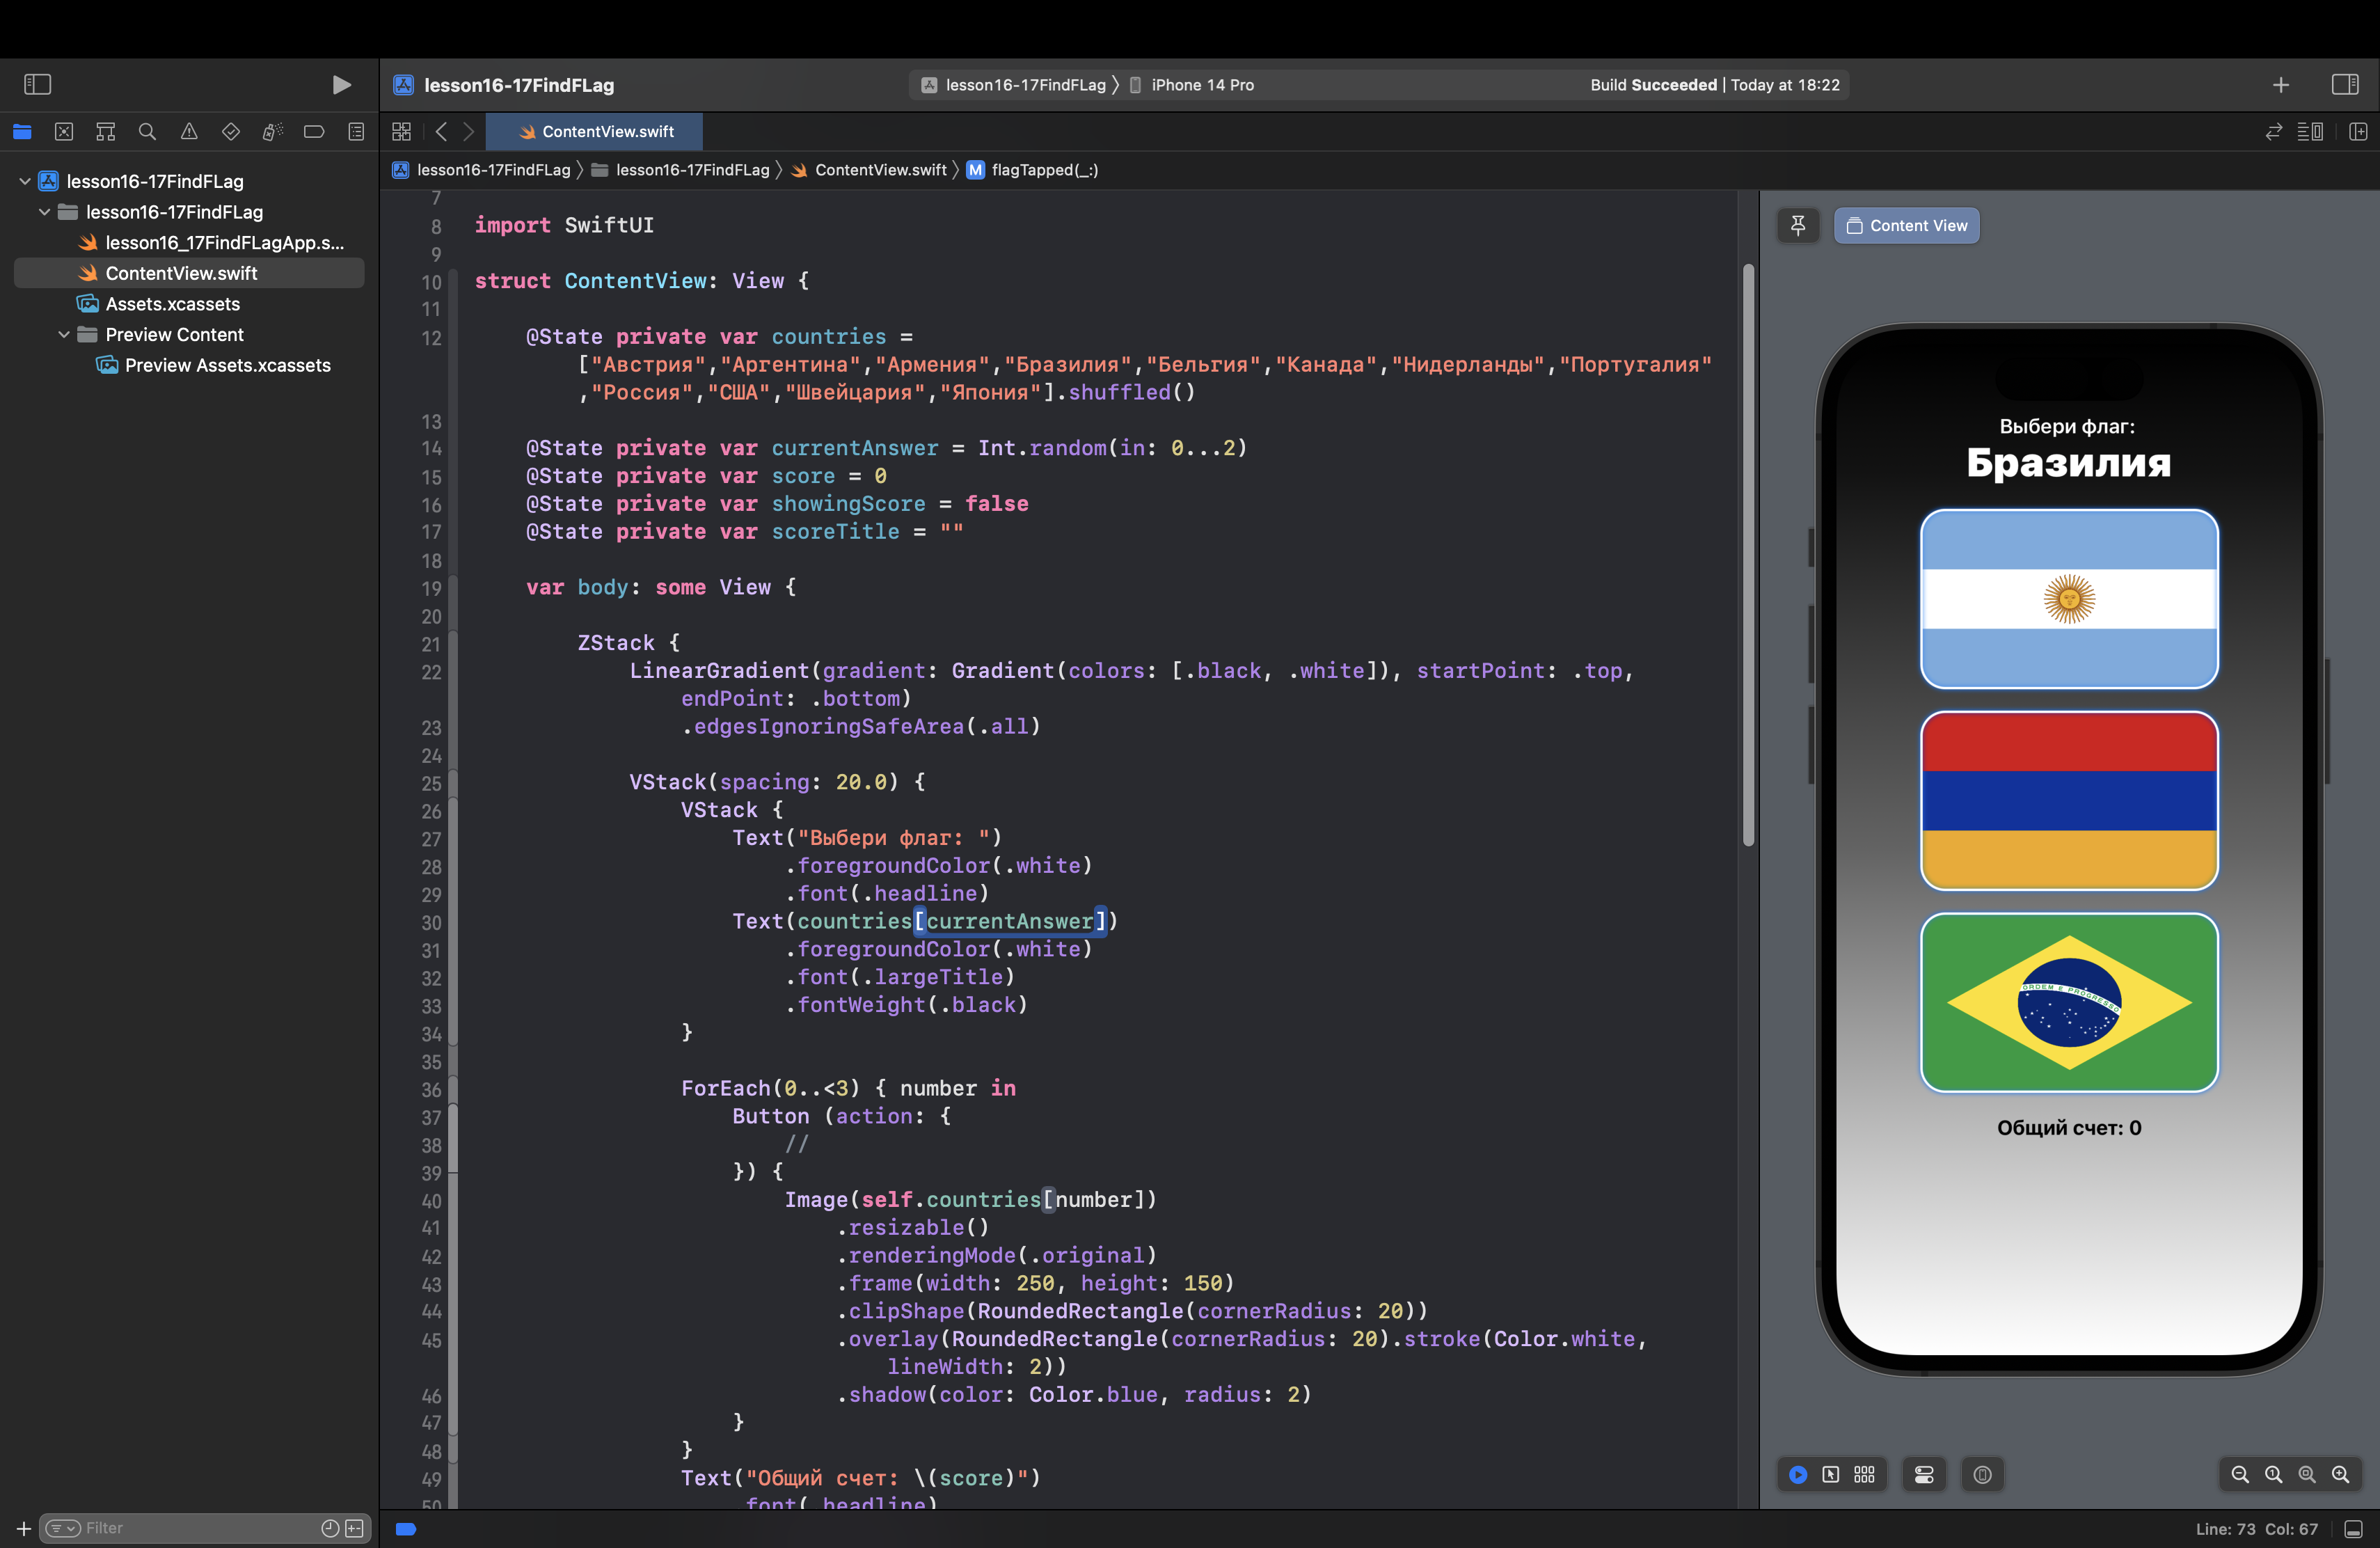 lesson16-17FindFLag
lesson16-17FindFLag
iPhone 14 Pro
Build Succeeded | Today at 18:22
ContentView.swift
lesson16-17FindFLag
lesson16-17FindFLag
ContentView.swift
M
flagTapped(_:)
lesson16-17FindFLag
lesson16-17FindFLag
lesson16_17FindFLagApp.s...
ContentView.swift
Assets.xcassets
Preview Content
Preview Assets.xcassets
7
8 import SwiftUI
9
10 struct ContentView: View {
11
12 @State private var countries =
["Австрия","Аргентина","Армения","Бразилия","Бельгия","Канада","Нидерланды","Португалия"
,"Россия","США","Швейцария","Япония"].shuffled()
13
14 @State private var currentAnswer = Int.random(in: 0...2)
15 @State private var score = 0
16 @State private var showingScore = false
17 @State private var scoreTitle = ""
18
19 var body: some View {
20
21 ZStack {
22 LinearGradient(gradient: Gradient(colors: [.black, .white]), startPoint: .top,
endPoint: .bottom)
23 .edgesIgnoringSafeArea(.all)
24
25 VStack(spacing: 20.0) {
26 VStack {
27 Text("Выбери флаг: ")
28 .foregroundColor(.white)
29 .font(.headline)
30 Text(countries[currentAnswer])
31 .foregroundColor(.white)
32 .font(.largeTitle)
33 .fontWeight(.black)
34 }
35
36 ForEach(0..<3) { number in
37 Button (action: {
38 //
39 }) {
40 Image(self.countries[number])
41 .resizable()
42 .renderingMode(.original)
43 .frame(width: 250, height: 150)
44 .clipShape(RoundedRectangle(cornerRadius: 20))
45 .overlay(RoundedRectangle(cornerRadius: 20).stroke(Color.white,
lineWidth: 2))
46 .shadow(color: Color.blue, radius: 2)
47 }
48 }
49 Text("Общий счет: \(score)")
50 .font(.headline)
Content View
Выбери флаг:
Бразилия
ORDEM E PROGRESSO
Общий счет: 0
Filter
Line: 73 Col: 67